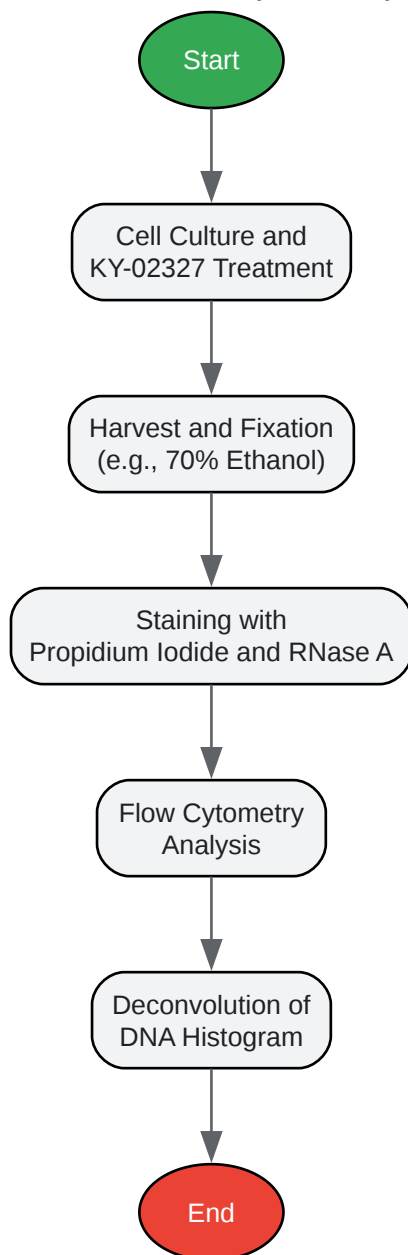 Start
Cell Culture and
KY-02327 Treatment
Harvest and Fixation
(e.g., 70% Ethanol)
Staining with
Propidium Iodide and RNase A
Flow Cytometry
Analysis
Deconvolution of
DNA Histogram
End